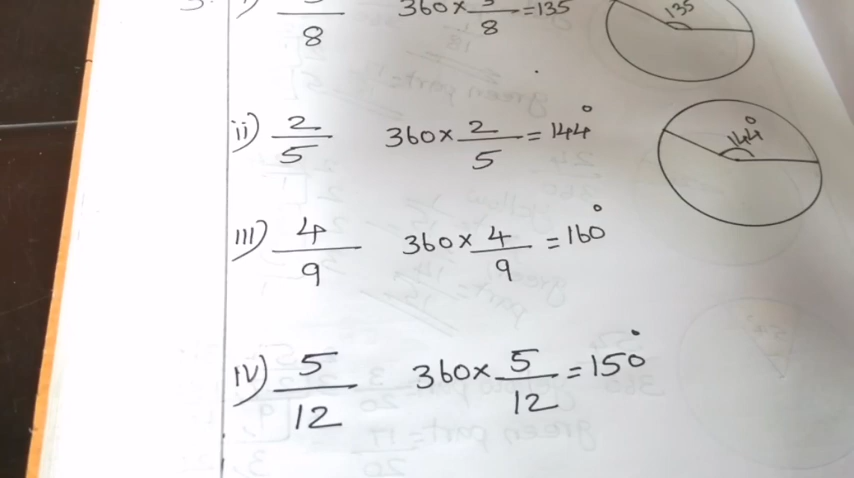 8 360 × 3/8 = 135 135
ii) 2/5 360 × 2/5 = 144° 144°
iii) 4/9 360 × 4/9 = 160°
iv) 5/12 360 × 5/12 = 150°